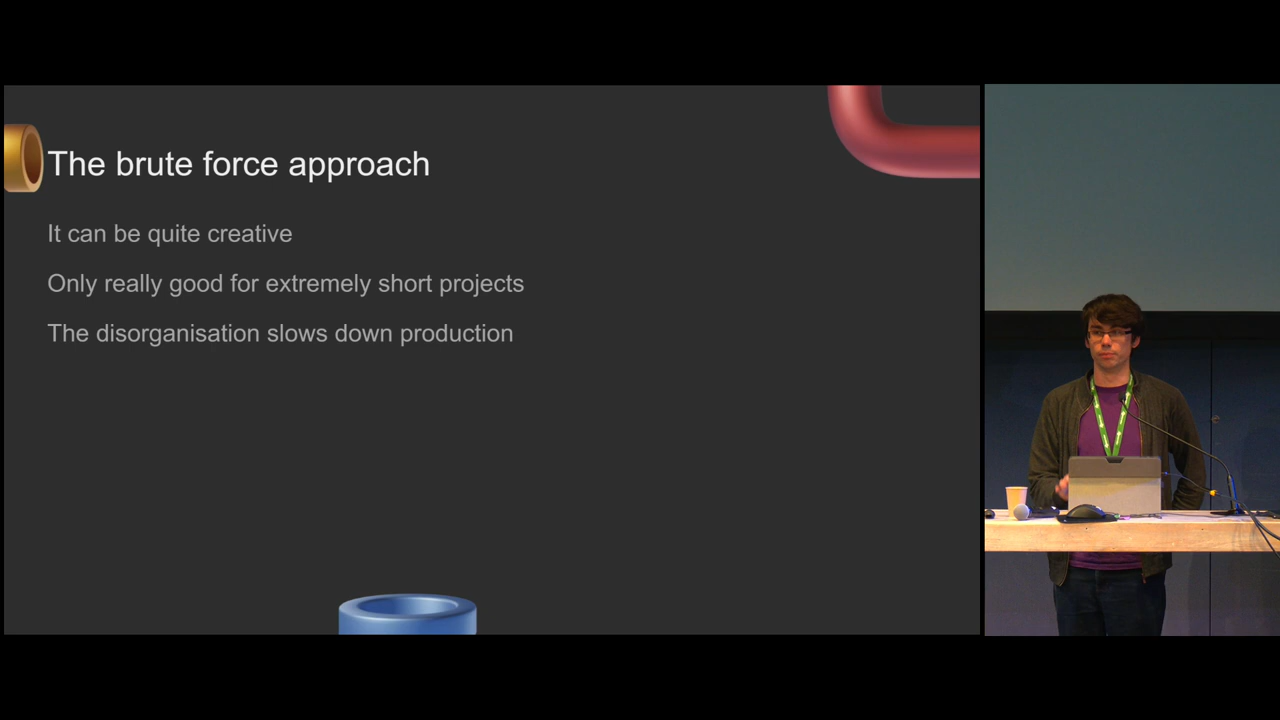 The brute force approach
It can be quite creative
Only really good for extremely short projects
The disorganisation slows down production